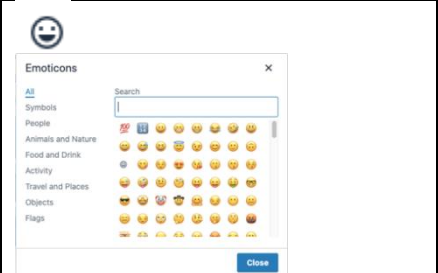 Emoticons
All
Search
Symbols
People
Animals and Nature
Food and Drink
Activity
Travel and Places
Objects
Flags
Close